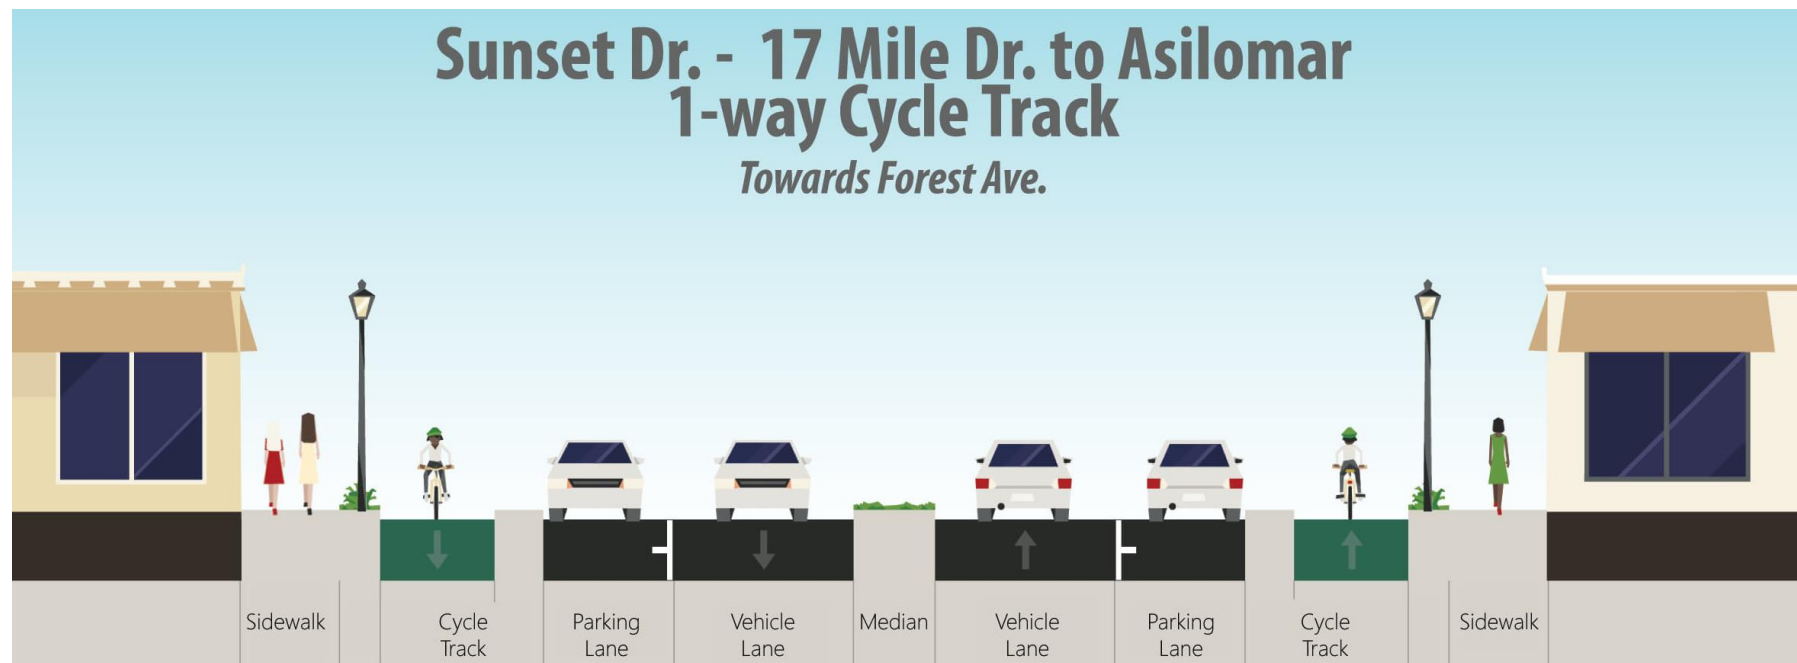 Sunset Dr. - 17 Mile Dr. to Asilomar
1-way Cycle Track
Towards Forest Ave.
Sidewalk
Cycle
Track
Parking
Lane
Vehicle
Lane
Median
Vehicle
Lane
Parking
Lane
Cycle
Track
Sidewalk